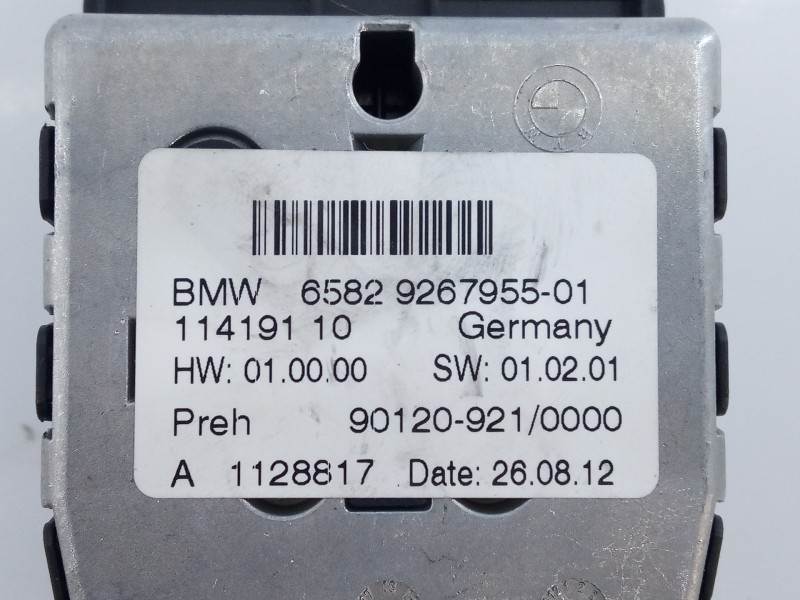 BMW
BMW 6582 9267955-01
114191 10 Germany
HW: 01.00.00 SW: 01.02.01
Preh 90120-921/0000
A 1128817 Date: 26.08.12